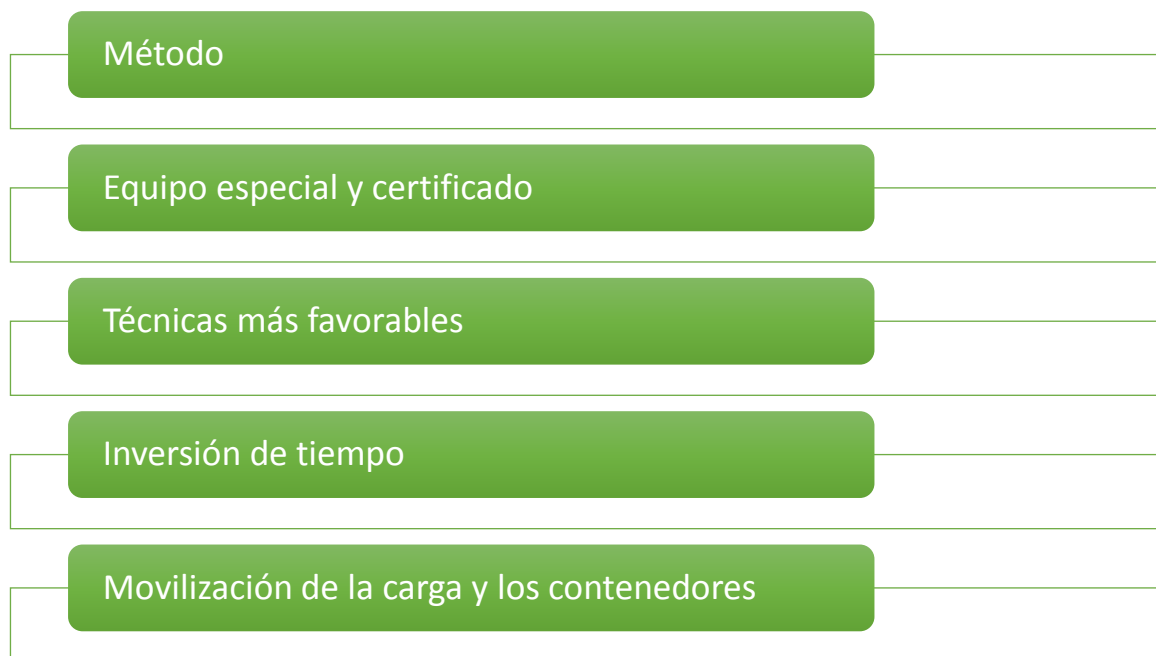 Método
Equipo especial y certificado
Técnicas más favorables
Inversión de tiempo
Movilización de la carga y los contenedores